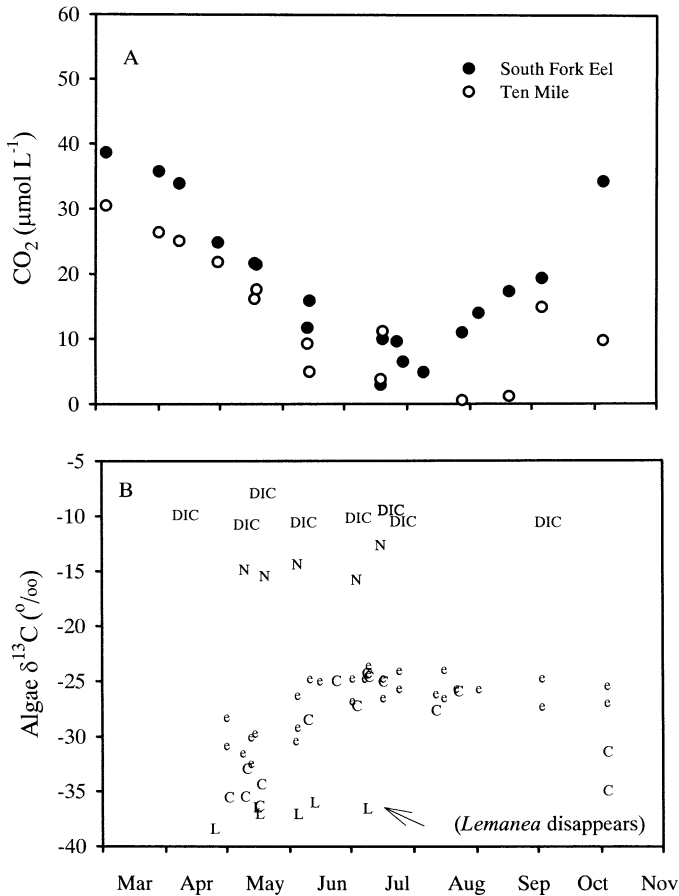 60
A
South Fork Eel
Ten Mile
50
40
30
20
10
0
CO2 (μmol L-1)
-5
B
DIC DIC DIC DIC DIC DIC DIC DIC
-10
N N N N N
-15
-20
-25
-30
-35
-40
e e e e e e e e e e e e e e e e e e e e e e e e e e
C C C C C C C C C C C C C C
L L L L L L
(Lemanea disappears)
Algae δ13C (o/oo)
Mar Apr May Jun Jul Aug Sep Oct Nov